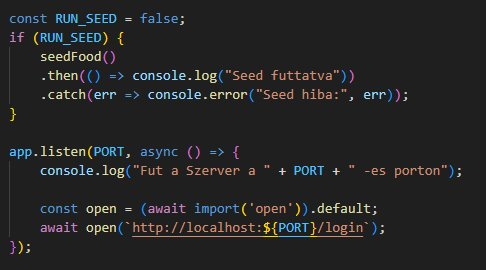 const RUN_SEED = false;
if (RUN_SEED) {
    seedFood()
    .then(() => console.log("Seed futtatva"))
    .catch(err => console.error("Seed hiba:", err));
}

app.listen(PORT, async () => {
    console.log("Fut a Szerver a " + PORT + " -es porton");

    const open = (await import('open')).default;
    await open(`http://localhost:${PORT}/login`);
});